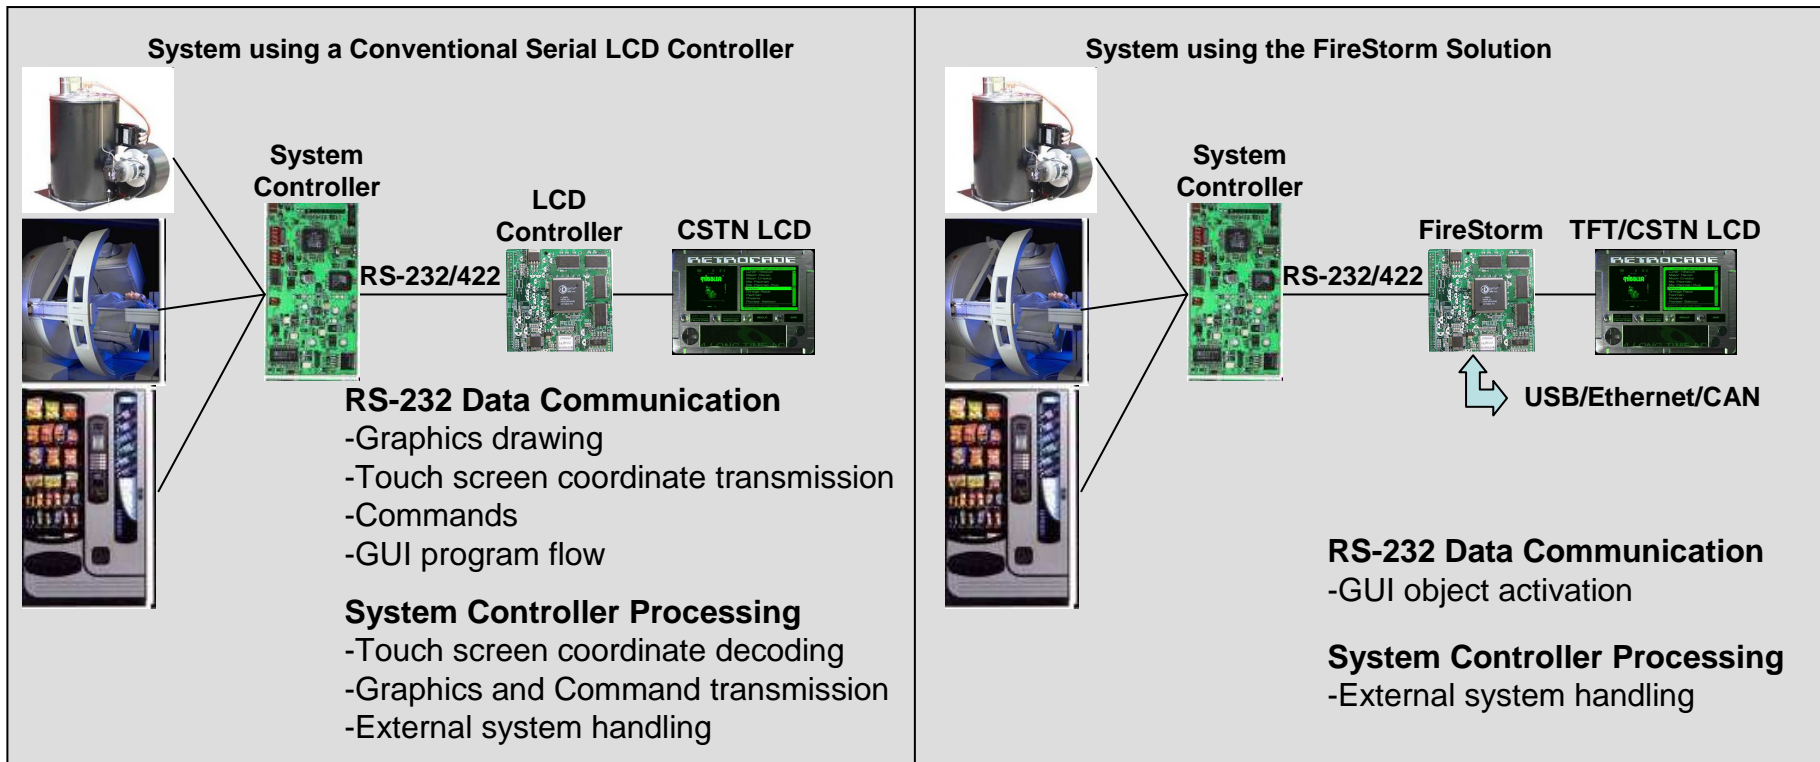 System using a Conventional Serial LCD Controller
System
Controller
LCD
Controller
CSTN LCD
RS-232/422
RETROCADE
RS-232 Data Communication
-Graphics drawing
-Touch screen coordinate transmission
-Commands
-GUI program flow
System Controller Processing
-Touch screen coordinate decoding
-Graphics and Command transmission
-External system handling
System using the FireStorm Solution
System
Controller
FireStorm
TFT/CSTN LCD
RS-232/422
RETROCADE
USB/Ethernet/CAN
RS-232 Data Communication
-GUI object activation
System Controller Processing
-External system handling